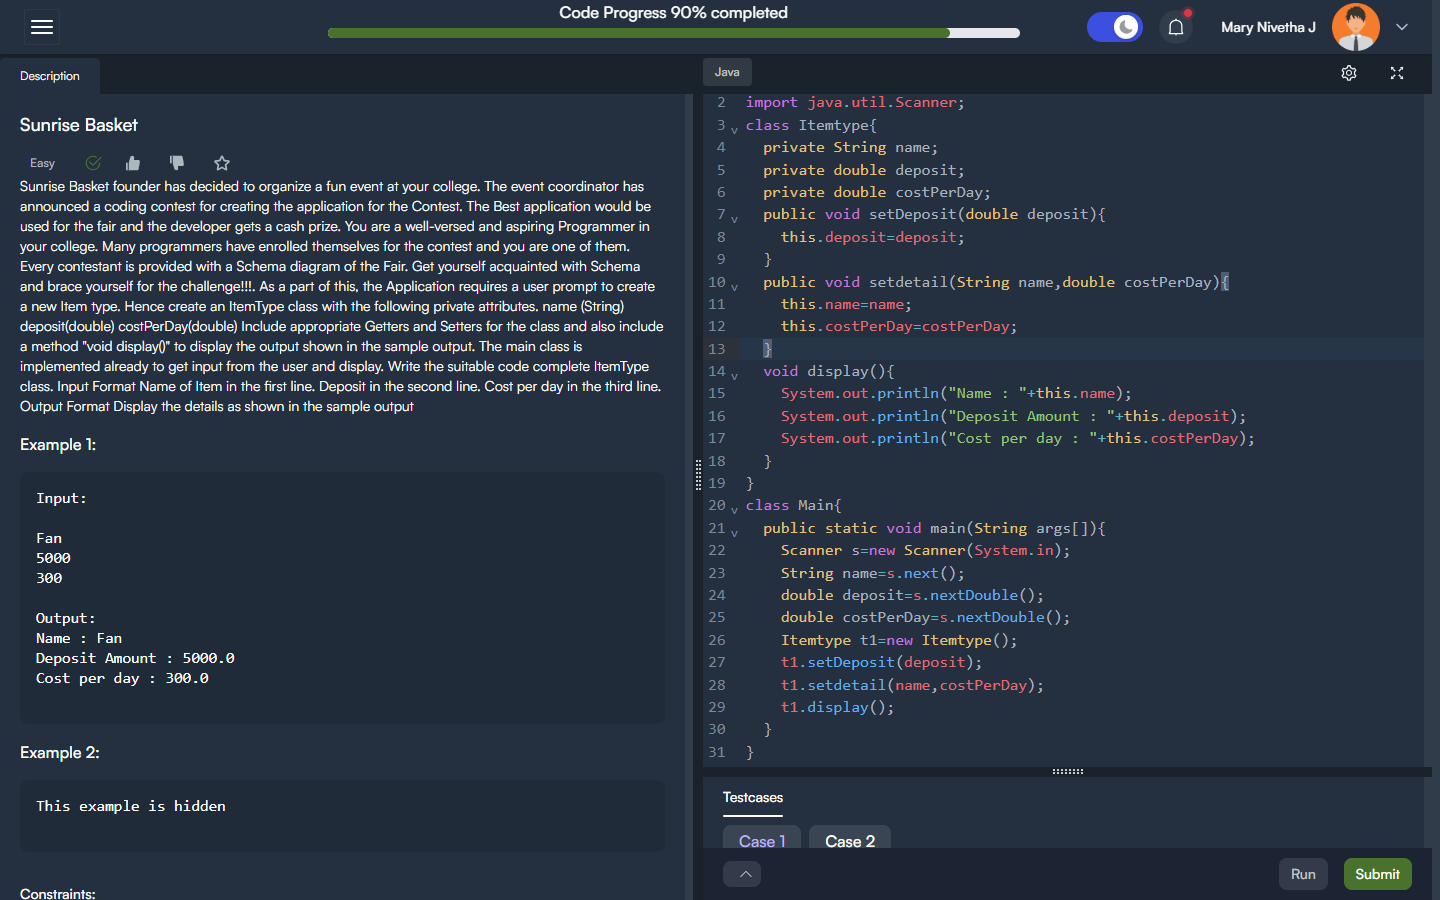 Code Progress 90% completed
Mary Nivetha J
Description
Sunrise Basket
Easy
Sunrise Basket founder has decided to organize a fun event at your college. The event coordinator has
announced a coding contest for creating the application for the Contest. The Best application would be
used for the fair and the developer gets a cash prize. You are a well-versed and aspiring Programmer in
your college. Many programmers have enrolled themselves for the contest and you are one of them.
Every contestant is provided with a Schema diagram of the Fair. Get yourself acquainted with Schema
and brace yourself for the challenge!!!. As a part of this, the Application requires a user prompt to create
a new Item type. Hence create an ItemType class with the following private attributes. name (String)
deposit(double) costPerDay(double) Include appropriate Getters and Setters for the class and also include
a method "void display()" to display the output shown in the sample output. The main class is
implemented already to get input from the user and display. Write the suitable code complete ItemType
class. Input Format Name of Item in the first line. Deposit in the second line. Cost per day in the third line.
Output Format Display the details as shown in the sample output
Example 1:
Input:
Fan
5000
300
Output:
Name : Fan
Deposit Amount : 5000.0
Cost per day : 300.0
Example 2:
This example is hidden
Constraints:
Java
2 import java.util.Scanner;
3 class Itemtype{
4 private String name;
5 private double deposit;
6 private double costPerDay;
7 public void setDeposit(double deposit){
8 this.deposit=deposit;
9 }
10 public void setdetail(String name,double costPerDay){
11 this.name=name;
12 this.costPerDay=costPerDay;
13 }
14 void display(){
15 System.out.println("Name : "+this.name);
16 System.out.println("Deposit Amount : "+this.deposit);
17 System.out.println("Cost per day : "+this.costPerDay);
18 }
19 }
20 class Main{
21 public static void main(String args[]){
22 Scanner s=new Scanner(System.in);
23 String name=s.next();
24 double deposit=s.nextDouble();
25 double costPerDay=s.nextDouble();
26 Itemtype t1=new Itemtype();
27 t1.setDeposit(deposit);
28 t1.setdetail(name,costPerDay);
29 t1.display();
30 }
31 }
Testcases
Case 1 Case 2
Run Submit